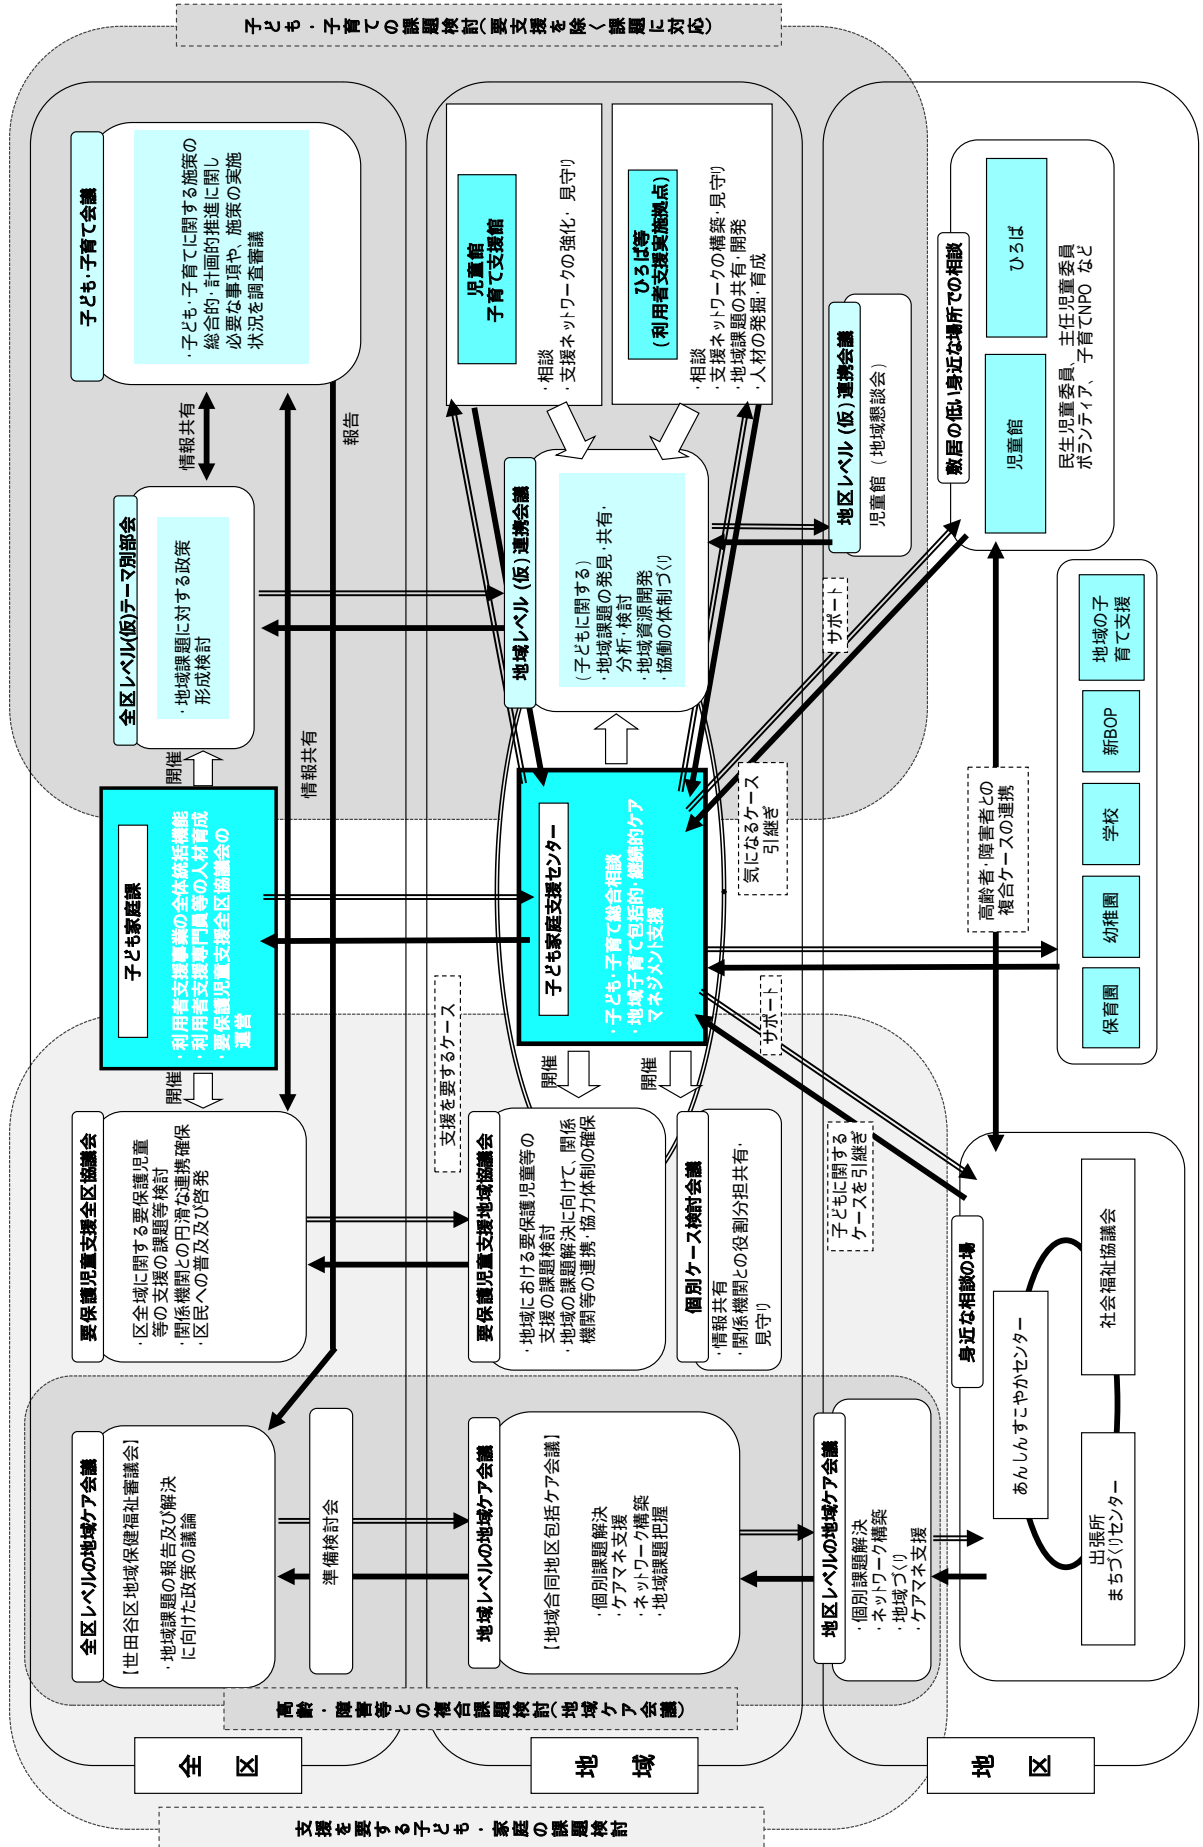 子ども・子育ての課題検討(要支援を除く課題に対応)
子ども・子育て会議
・子ども・子育てに関する施策の
総合的・計画的推進に関し
必要な事項や、施策の実施
状況を調査審議
情報共有
報告
全区レベル(仮)テーマ別部会
・地域課題に対する政策
形成検討
開催
情報共有
子ども家庭課
・利用者支援事業の全体統括機能
・利用者支援専門員等の人材育成
・要保護児童支援全区協議会の
運営
開催
要保護児童支援全区協議会
・区全域に関する要保護児童
等の支援の課題等検討
・関係機関との円滑な連携確保
・区民への普及及び啓発
全区レベルの地域ケア会議
【世田谷区地域保健福祉審議会】
・地域課題の報告及び解決
に向けた政策の議論
準備検討会
全 区
児童館
子育て支援館
・相談
・支援ネットワークの強化・見守り
ひろば等
(利用者支援実施拠点)
・相談
・支援ネットワークの構築・見守り
・地域課題の共有・開発
・人材の発掘・育成
地域レベル(仮)連携会議
(子どもに関する)
・地域課題の発見・共有・
分析・検討
・地域資源開発
・協働の体制づくり
子ども家庭支援センター
・子ども・子育て総合相談
・地域子育て包括的・継続的ケア
マネジメント支援
支援を要するケース
開催
開催
要保護児童支援地域協議会
・地域における要保護児童等の
支援の課題検討
・地域の課題解決に向けて、関係
機関等の連携・協力体制の確保
個別ケース検討会議
・情報共有
・関係機関との役割分担共有・
見守り
地域レベルの地域ケア会議
【地域合同地区包括ケア会議】
・個別課題解決
・ケアマネ支援
・ネットワーク構築
・地域課題把握
高齢・障害等との複合課題検討(地域ケア会議)
地 域
地区レベル(仮)連携会議
児童館(地域懇談会)
敷居の低い身近な場所での相談
ひろば
児童館
民生児童委員、主任児童委員
ボランティア、子育てNPO など
サポート
気になるケース
引継ぎ
高齢者・障害者との
複合ケースの連携
地域の子
育て支援
新BOP
学校
幼稚園
保育園
サポート
子どもに関する
ケースを引継ぎ
身近な相談の場
社会福祉協議会
あんしんすこやかセンター
出張所
まちづくりセンター
地区レベルの地域ケア会議
・個別課題解決
・ネットワーク構築
・地域づくり
・ケアマネ支援
地 区
支援を要する子ども・家庭の課題検討